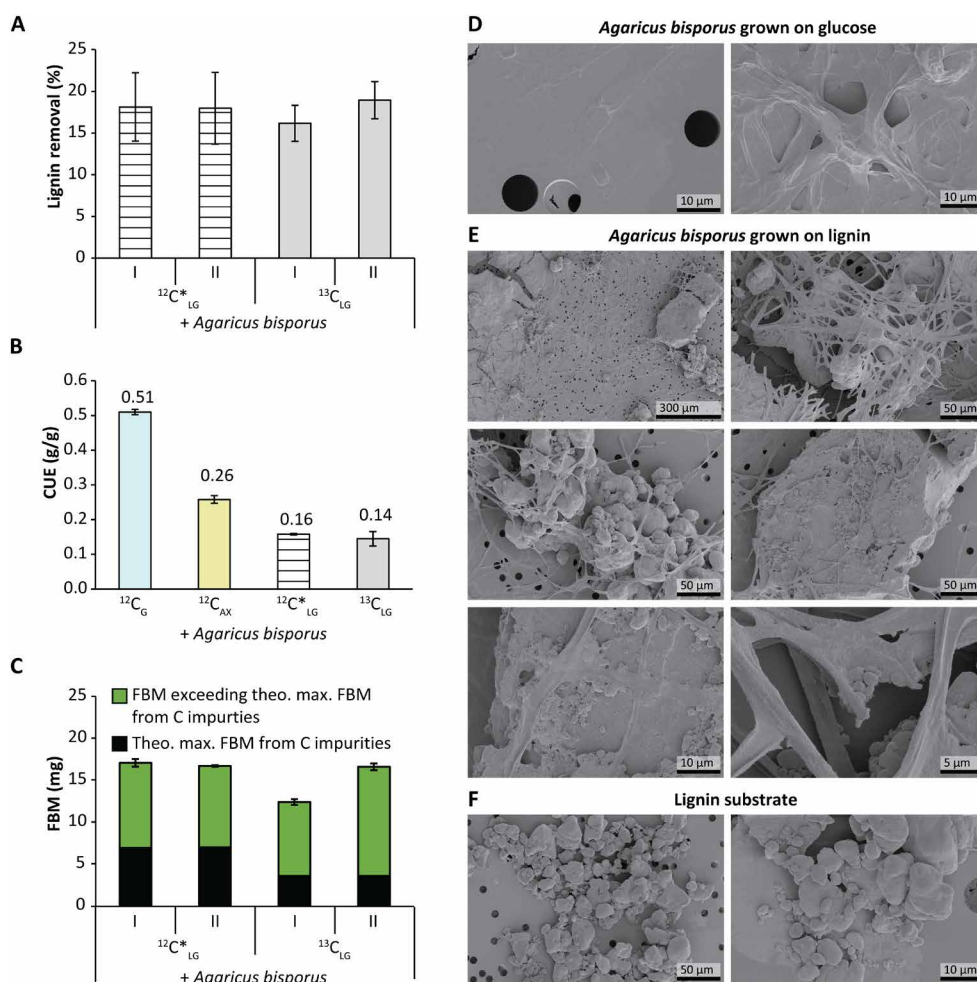 A
Lignin removal (%)
25
20
15
10
5
0
I II I II
¹²C*LG ¹³CLG
+ Agaricus bisporus
B
CUE (g/g)
0.6
0.5
0.4
0.3
0.2
0.1
0.0
0.51
0.26
0.16
0.14
¹²CG ¹²CAX ¹²C*LG ¹³CLG
+ Agaricus bisporus
C
FBM (mg)
25
20
15
10
5
0
FBM exceeding theo. max. FBM
from C impurties
Theo. max. FBM from C impurities
I II I II
¹²C*LG ¹³CLG
+ Agaricus bisporus
D
Agaricus bisporus grown on glucose
10 μm
10 μm
E
Agaricus bisporus grown on lignin
300 μm
50 μm
50 μm
50 μm
10 μm
5 μm
F
Lignin substrate
50 μm
10 μm